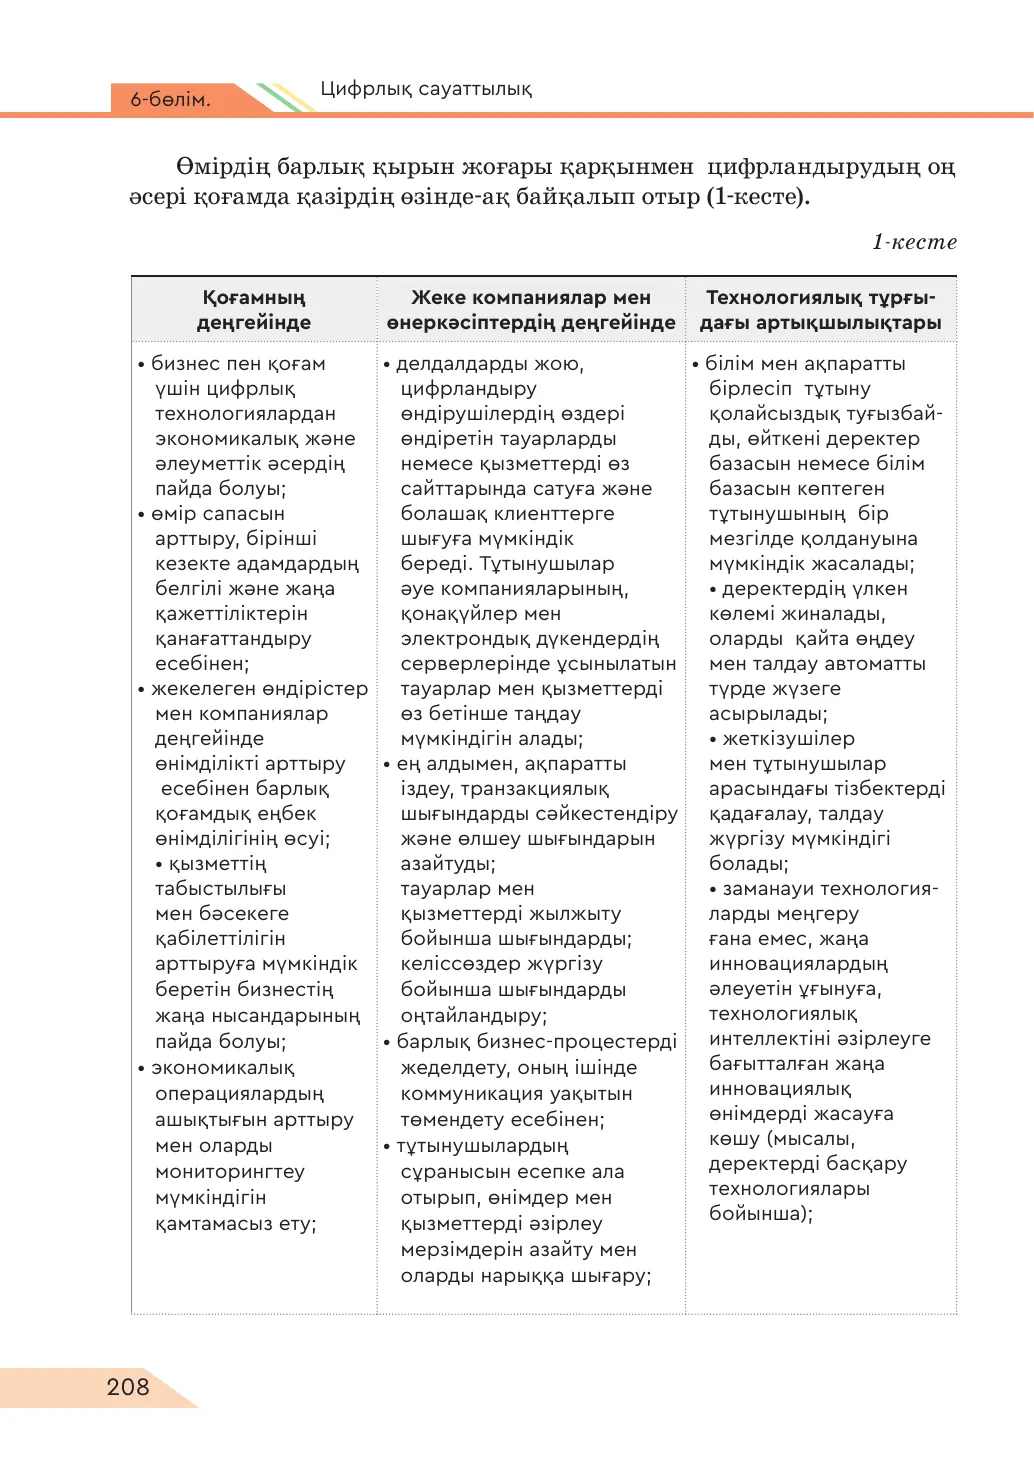 6-бөлім.
Цифрлық сауаттылық
Өмірдің барлық қырын жоғары қарқынмен цифрландырудың оң
әсері қоғамда қазірдің өзінде-ақ байқалып отыр (1-кесте).
1-кесте
Қоғамның
деңгейінде
• бизнес пен қоғам
үшін цифрлық
технологиялардан
экономикалық және
әлеуметтік әсердің
пайда болуы;
• өмір сапасын
арттыру, бірінші
кезекте адамдардың
белгілі және жаңа
қажеттіліктерін
қанағаттандыру
есебінен;
• жекелеген өндірістер
мен компаниялар
деңгейінде
өнімділікті арттыру
есебінен барлық
қоғамдық еңбек
өнімділігінің өсуі;
• қызметтің
табыстылығы
мен бәсекеге
қабілеттілігін
арттыруға мүмкіндік
беретін бизнестің
жаңа нысандарының
пайда болуы;
• экономикалық
операциялардың
ашықтығын арттыру
мен оларды
мониторингтеу
мүмкіндігін
қамтамасыз ету;
Жеке компаниялар мен
өнеркәсіптердің деңгейінде
• делдалдарды жою,
цифрландыру
өндірушілердің өздері
өндіретін тауарларды
немесе қызметтерді өз
сайттарында сатуға және
болашақ клиенттерге
шығуға мүмкіндік
береді. Тұтынушылар
әуе компанияларының,
қонақүйлер мен
электрондық дүкендердің
серверлерінде ұсынылатын
тауарлар мен қызметтерді
өз бетінше таңдау
мүмкіндігін алады;
• ең алдымен, ақпаратты
іздеу, транзакциялық
шығындарды сәйкестендіру
және өлшеу шығындарын
азайтуды;
тауарлар мен
қызметтерді жылжыту
бойынша шығындарды;
келіссөздер жүргізу
бойынша шығындарды
оңтайландыру;
• барлық бизнес-процестерді
жеделдету, оның ішінде
коммуникация уақытын
төмендету есебінен;
• тұтынушылардың
сұранысын есепке ала
отырып, өнімдер мен
қызметтерді әзірлеу
мерзімдерін азайту мен
оларды нарыққа шығару;
Технологиялық тұрғы-
дағы артықшылықтары
• білім мен ақпаратты
бірлесіп тұтыну
қолайсыздық туғызбай-
ды, өйткені деректер
базасын немесе білім
базасын көптеген
тұтынушының бір
мезгілде қолдануына
мүмкіндік жасалады;
• деректердің үлкен
көлемі жиналады,
оларды қайта өңдеу
мен талдау автоматты
түрде жүзеге
асырылады;
• жеткізушілер
мен тұтынушылар
арасындағы тізбектерді
қадағалау, талдау
жүргізу мүмкіндігі
болады;
• заманауи технология-
ларды меңгеру
ғана емес, жаңа
инновациялардың
әлеуетін ұғынуға,
технологиялық
интеллектіні әзірлеуге
бағытталған жаңа
инновациялық
өнімдерді жасауға
көшу (мысалы,
деректерді басқару
технологиялары
бойынша);
208